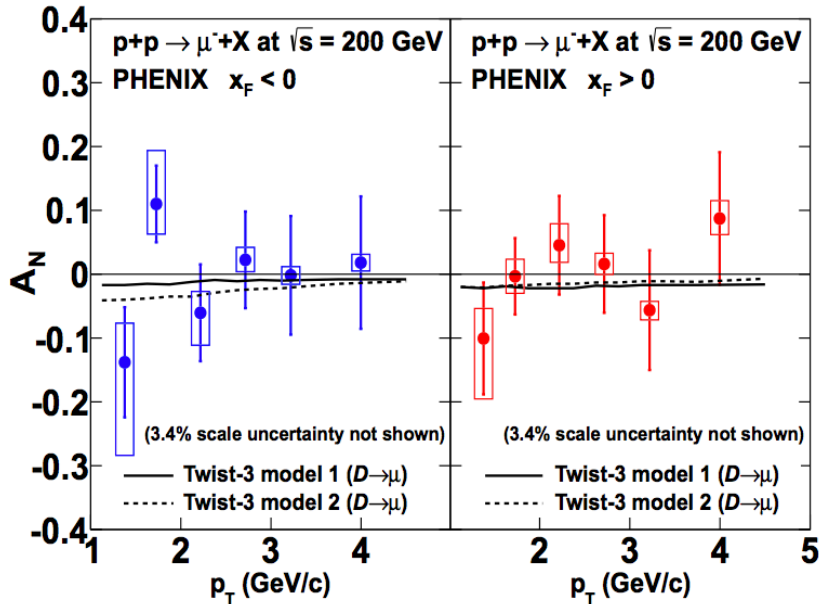 0.4
0.3
0.2
0.1
0
-0.1
-0.2
-0.3
-0.4
A_N
p+p → μ⁻+X at √s = 200 GeV
PHENIX x_F < 0
(3.4% scale uncertainty not shown)
Twist-3 model 1 (D→μ)
Twist-3 model 2 (D→μ)
1 2 3 4
p_T (GeV/c)
p+p → μ⁻+X at √s = 200 GeV
PHENIX x_F > 0
(3.4% scale uncertainty not shown)
Twist-3 model 1 (D→μ)
Twist-3 model 2 (D→μ)
2 3 4 5
p_T (GeV/c)